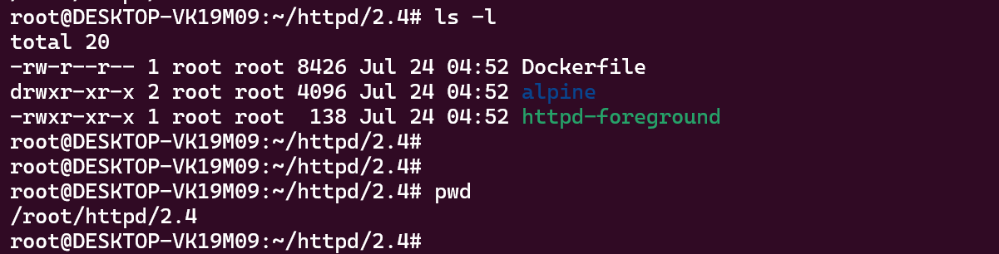 root@DESKTOP-VK19M09:~/httpd/2.4# ls -l
total 20
-rw-r--r-- 1 root root 8426 Jul 24 04:52 Dockerfile
drwxr-xr-x 2 root root 4096 Jul 24 04:52 alpine
-rwxr-xr-x 1 root root  138 Jul 24 04:52 httpd-foreground
root@DESKTOP-VK19M09:~/httpd/2.4#
root@DESKTOP-VK19M09:~/httpd/2.4#
root@DESKTOP-VK19M09:~/httpd/2.4# pwd
/root/httpd/2.4
root@DESKTOP-VK19M09:~/httpd/2.4#